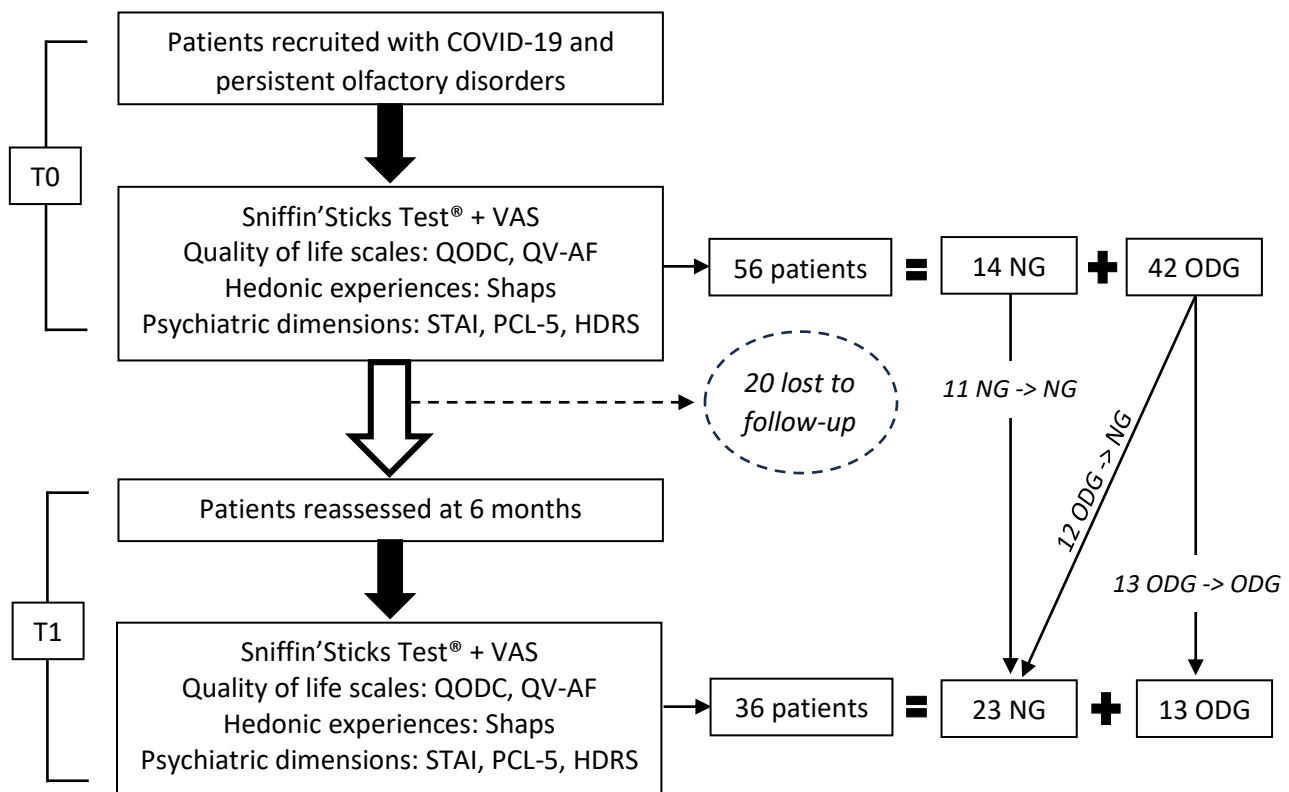 Patients recruited with COVID-19 and
persistent olfactory disorders
T0
Sniffin'Sticks Test® + VAS
Quality of life scales: QODC, QV-AF
Hedonic experiences: Shaps
Psychiatric dimensions: STAI, PCL-5, HDRS
56 patients = 14 NG + 42 ODG
20 lost to
follow-up
11 NG -> NG
12 ODG -> NG
13 ODG -> ODG
Patients reassessed at 6 months
T1
Sniffin'Sticks Test® + VAS
Quality of life scales: QODC, QV-AF
Hedonic experiences: Shaps
Psychiatric dimensions: STAI, PCL-5, HDRS
36 patients = 23 NG + 13 ODG